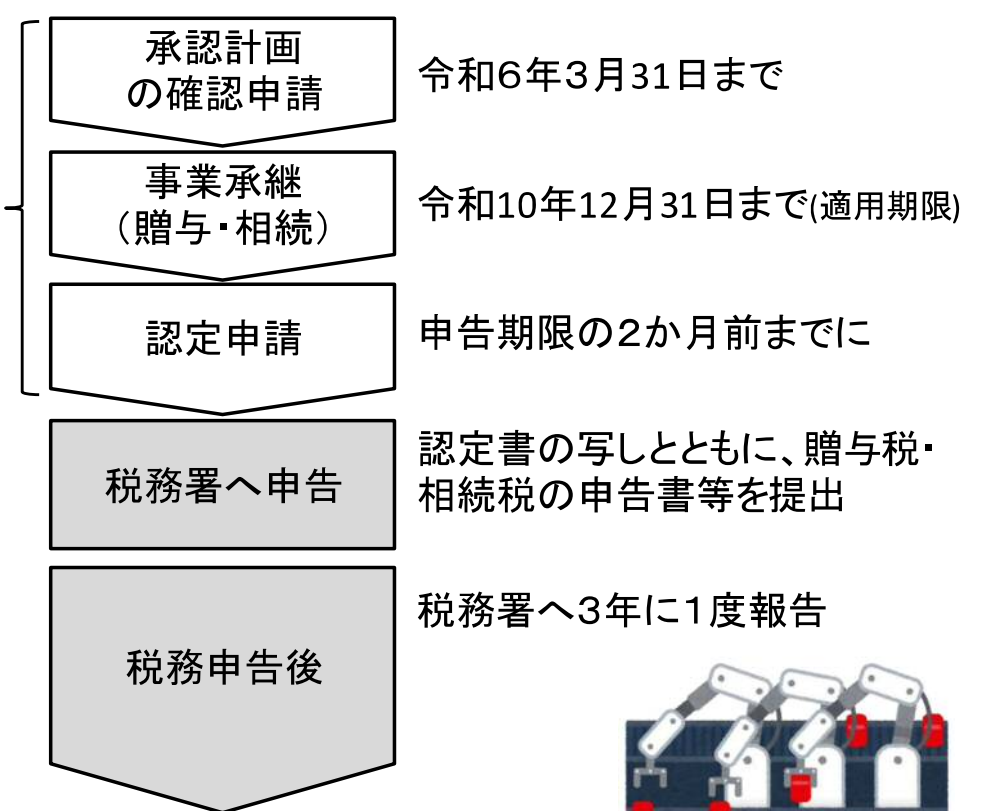 承認計画
の確認申請
令和６年３月31日まで
事業承継
（贈与・相続）
令和10年12月31日まで(適用期限)
認定申請
申告期限の２か月前までに
税務署へ申告
認定書の写しとともに、贈与税・
相続税の申告書等を提出
税務申告後
税務署へ３年に１度報告